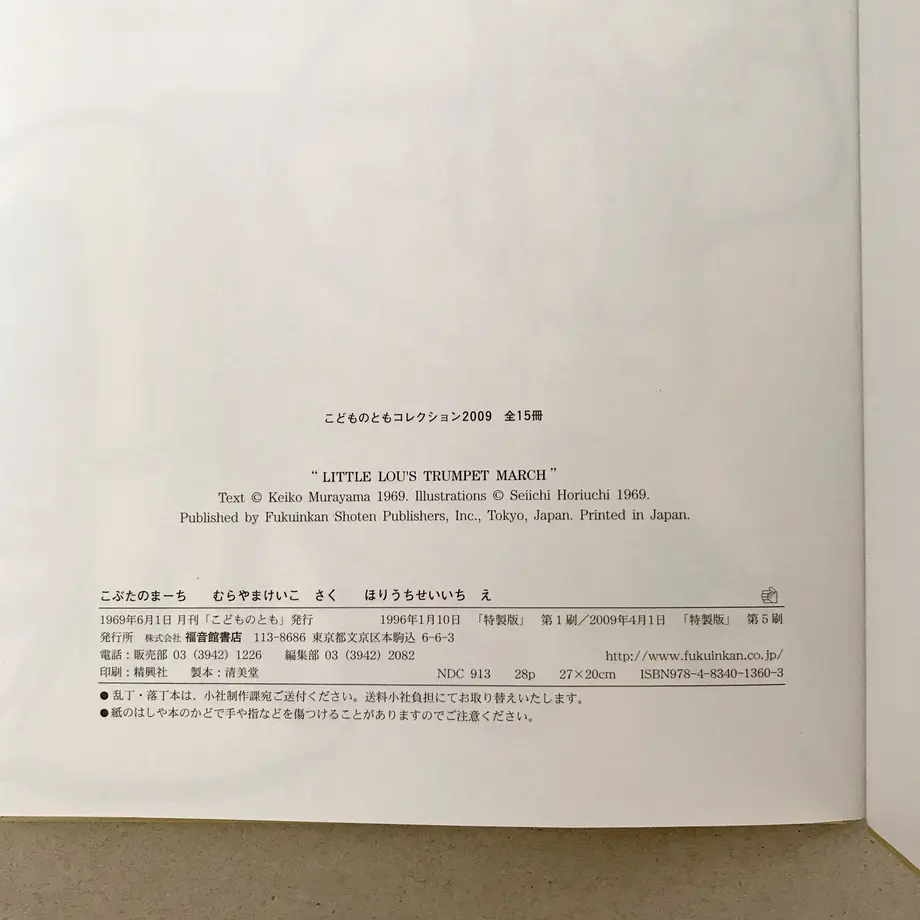 こどものともコレクション2009　全15冊
“ LITTLE LOU'S TRUMPET MARCH ”
Text © Keiko Murayama 1969. Illustrations © Seiichi Horiuchi 1969.
Published by Fukuinkan Shoten Publishers, Inc., Tokyo, Japan. Printed in Japan.
こぶたのまーち　むらやまけいこ　さく　ほりうちせいいち　え
1969年6月1日 月刊「こどものとも」発行　1996年1月10日　「特製版」　第1刷／2009年4月1日　「特製版」　第5刷
発行所　株式会社 福音館書店　113-8686 東京都文京区本駒込 6-6-3
電話：販売部 03 (3942) 1226　編集部 03 (3942) 2082　http://www.fukuinkan.co.jp/
印刷：精興社　製本：清美堂　NDC 913　28p　27×20cm　ISBN978-4-8340-1360-3
● 乱丁・落丁本は、小社制作課宛ご送付ください。送料小社負担にてお取り替えいたします。
● 紙のはしや本のかどで手や指などを傷つけることがありますのでご注意ください。